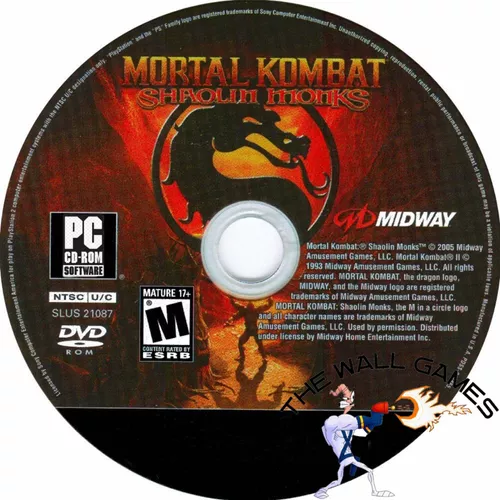 MORTAL KOMBAT
SHAOLIN MONKS
PC
CD-ROM
SOFTWARE
NTSC U/C
SLUS 21087
DVD
ROM
MATURE 17+
M
CONTENT RATED BY
ESRB
MIDWAY
Mortal Kombat:® Shaolin Monks™ © 2005 Midway
Amusement Games, LLC. Mortal Kombat® II ©
1993 Midway Amusement Games, LLC. All rights
reserved. MORTAL KOMBAT, the dragon logo,
MIDWAY, and the Midway logo are registered
trademarks of Midway Amusement Games, LLC.
MORTAL KOMBAT: Shaolin Monks, the M in a circle logo
and all character names are trademarks of Midway
Amusement Games, LLC. Used by permission. Distributed
under license by Midway Home Entertainment Inc.
THE WALL GAMES